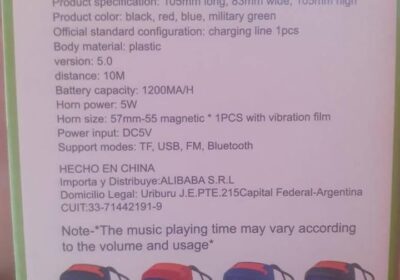 Product specification: 105mm long, 83mm wide, 105mm high
Product color: black, red, blue, military green
Official standard configuration: charging line 1pcs
Body material: plastic
version: 5.0
distance: 10M
Battery capacity: 1200MA/H
Horn power: 5W
Horn size: 57mm-55 magnetic * 1PCS with vibration film
Power input: DC5V
Support modes: TF, USB, FM, Bluetooth
HECHO EN CHINA
Importa y Distribuye:ALIBABA S.R.L
Domicilio Legal: Uriburu J.E.PTE.215Capital Federal-Argentina
CUIT:33-71442191-9
Note-*The music playing time may vary according
to the volume and usage*